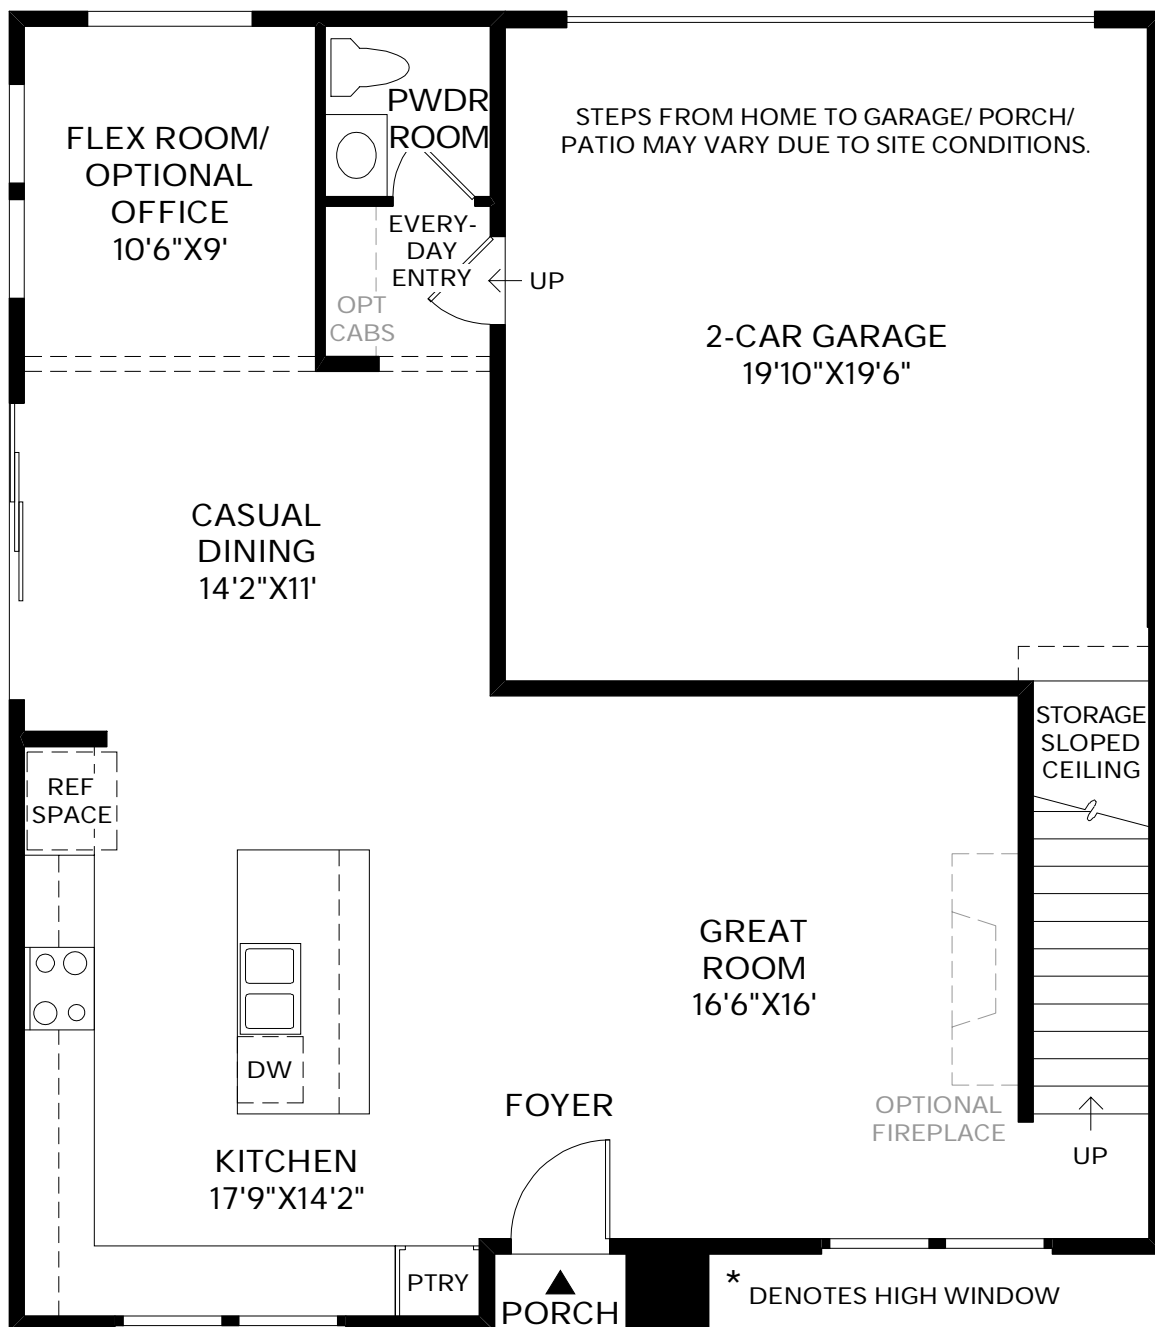 FLEX ROOM/
OPTIONAL
OFFICE
10'6"X9'
PWDR
ROOM
EVERY-
DAY
ENTRY
OPT
CABS
UP
STEPS FROM HOME TO GARAGE/ PORCH/
PATIO MAY VARY DUE TO SITE CONDITIONS.
2-CAR GARAGE
19'10"X19'6"
CASUAL
DINING
14'2"X11'
STORAGE
SLOPED
CEILING
REF
SPACE
GREAT
ROOM
16'6"X16'
DW
FOYER
OPTIONAL
FIREPLACE
UP
KITCHEN
17'9"X14'2"
PTRY
PORCH
* DENOTES HIGH WINDOW